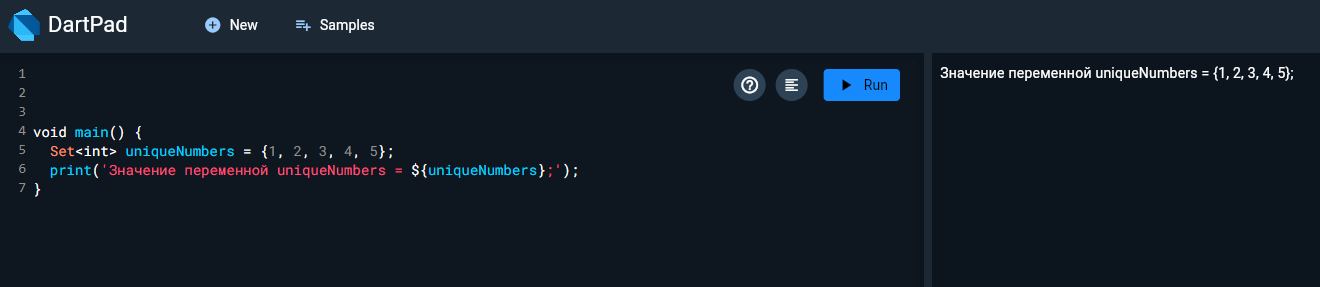 DartPad
New
Samples
1
2
3
4 void main() {
5 Set<int> uniqueNumbers = {1, 2, 3, 4, 5};
6 print('Значение переменной uniqueNumbers = ${uniqueNumbers};');
7 }
Run
Значение переменной uniqueNumbers = {1, 2, 3, 4, 5};